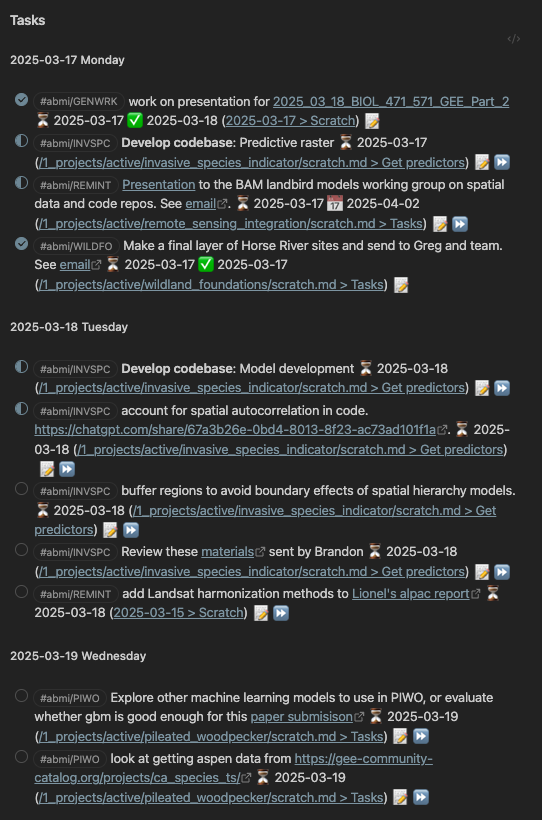 Tasks
</>
2025-03-17 Monday
#abmi/GENWRK work on presentation for 2025_03_18_BIOL_471_571_GEE_Part_2
⏳ 2025-03-17 ✅ 2025-03-18 (2025-03-17 > Scratch) 📝
#abmi/INVSPC Develop codebase: Predictive raster ⏳ 2025-03-17
(/1_projects/active/invasive_species_indicator/scratch.md > Get predictors) 📝 ⏩
#abmi/REMINT Presentation to the BAM landbird models working group on spatial
data and code repos. See email. ⏳ 2025-03-17 📅 2025-04-02
(/1_projects/active/remote_sensing_integration/scratch.md > Tasks) 📝 ⏩
#abmi/WILDFO Make a final layer of Horse River sites and send to Greg and team.
See email ⏳ 2025-03-17 ✅ 2025-03-17
(/1_projects/active/wildland_foundations/scratch.md > Tasks) 📝
2025-03-18 Tuesday
#abmi/INVSPC Develop codebase: Model development ⏳ 2025-03-18
(/1_projects/active/invasive_species_indicator/scratch.md > Get predictors) 📝 ⏩
#abmi/INVSPC account for spatial autocorrelation in code.
https://chatgpt.com/share/67a3b26e-0bd4-8013-8f23-ac73ad101f1a. ⏳ 2025-
03-18 (/1_projects/active/invasive_species_indicator/scratch.md > Get predictors)
📝 ⏩
#abmi/INVSPC buffer regions to avoid boundary effects of spatial hierarchy models.
⏳ 2025-03-18 (/1_projects/active/invasive_species_indicator/scratch.md > Get
predictors) 📝 ⏩
#abmi/INVSPC Review these materials sent by Brandon ⏳ 2025-03-18
(/1_projects/active/invasive_species_indicator/scratch.md > Get predictors) 📝 ⏩
#abmi/REMINT add Landsat harmonization methods to Lionel's alpac report ⏳
2025-03-18 (2025-03-15 > Scratch) 📝 ⏩
2025-03-19 Wednesday
#abmi/PIWO Explore other machine learning models to use in PIWO, or evaluate
whether gbm is good enough for this paper submisison ⏳ 2025-03-19
(/1_projects/active/pileated_woodpecker/scratch.md > Tasks) 📝 ⏩
#abmi/PIWO look at getting aspen data from https://gee-community-
catalog.org/projects/ca_species_ts/ ⏳ 2025-03-19
(/1_projects/active/pileated_woodpecker/scratch.md > Tasks) 📝 ⏩